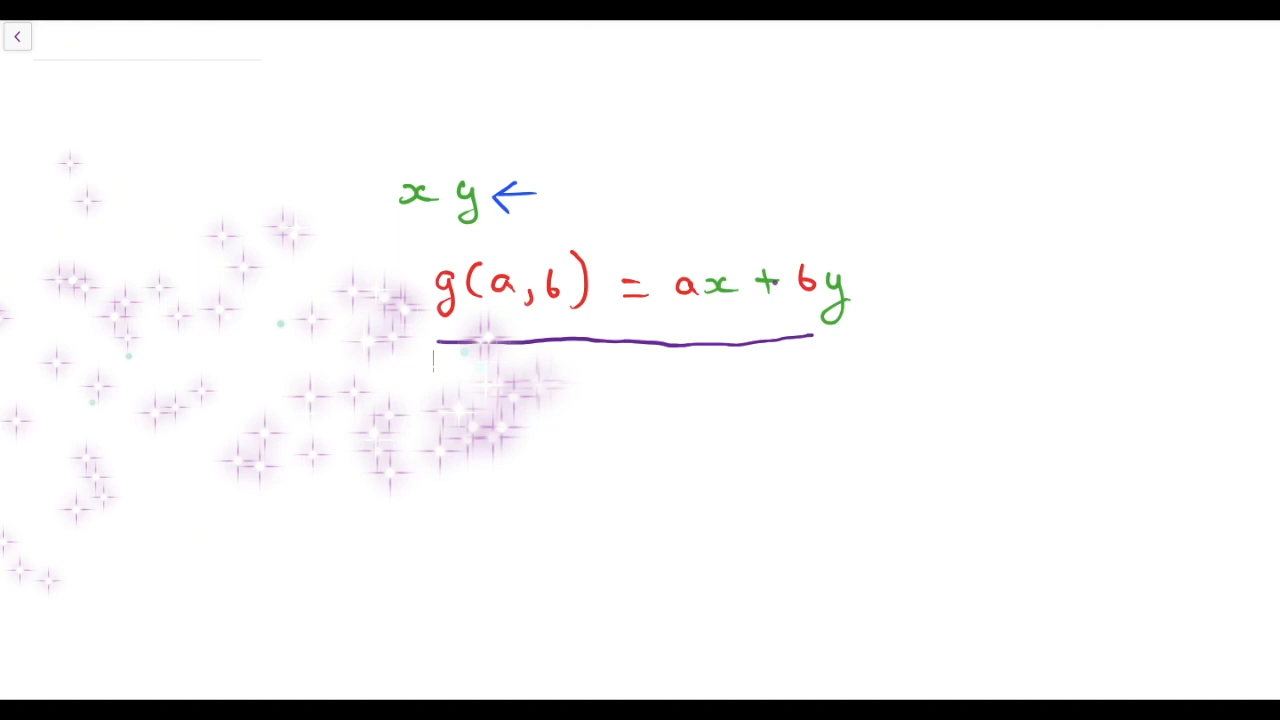 x y ←
g(a,b) = ax + by